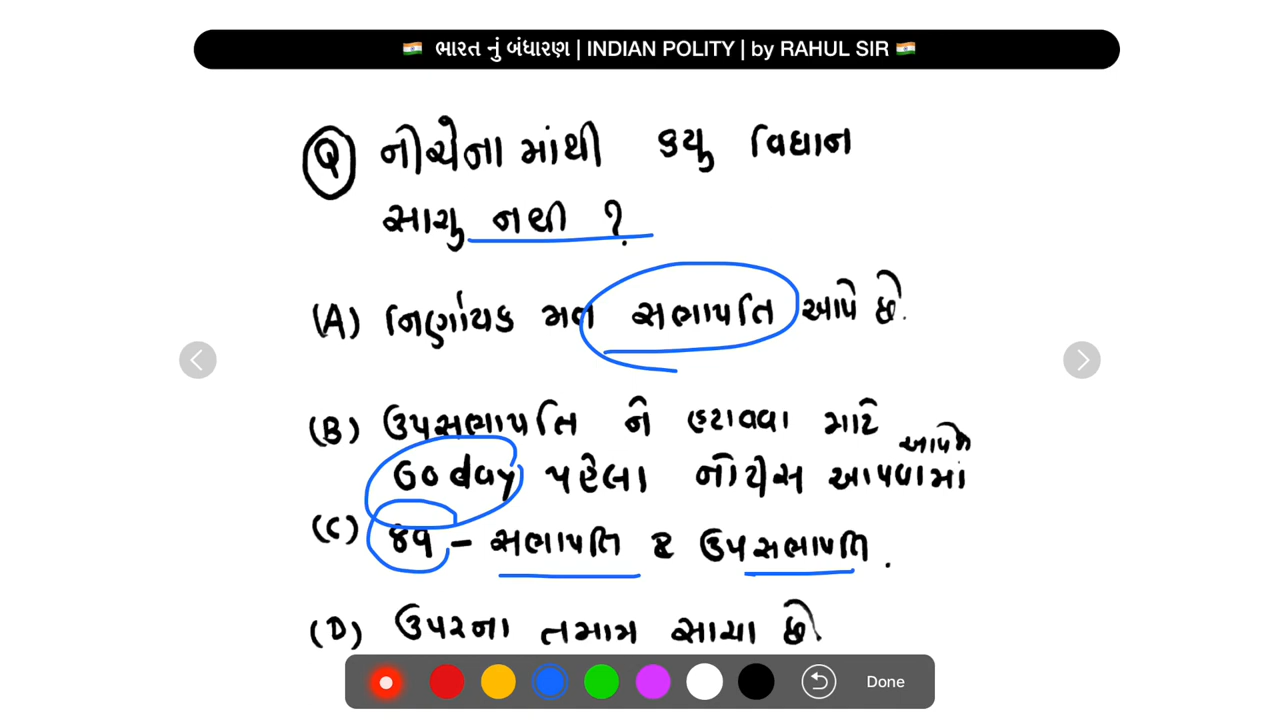 🇮🇳 ભારત નું બંધારણ | INDIAN POLITY | by RAHUL SIR 🇮🇳
Q નીચેના માંથી કયુ વિધાન
સાચુ નથી ?
(A) નિર્ણાયક મત સભાપતિ આપે છે.
(B) ઉપસભાપતિ ને હટાવવા માટે
60 day પહેલા નોટીસ આપવામાં
(C) 89 - સભાપતિ & ઉપસભાપતિ.
(D) ઉપરના તમામ સાચા છે.
Done